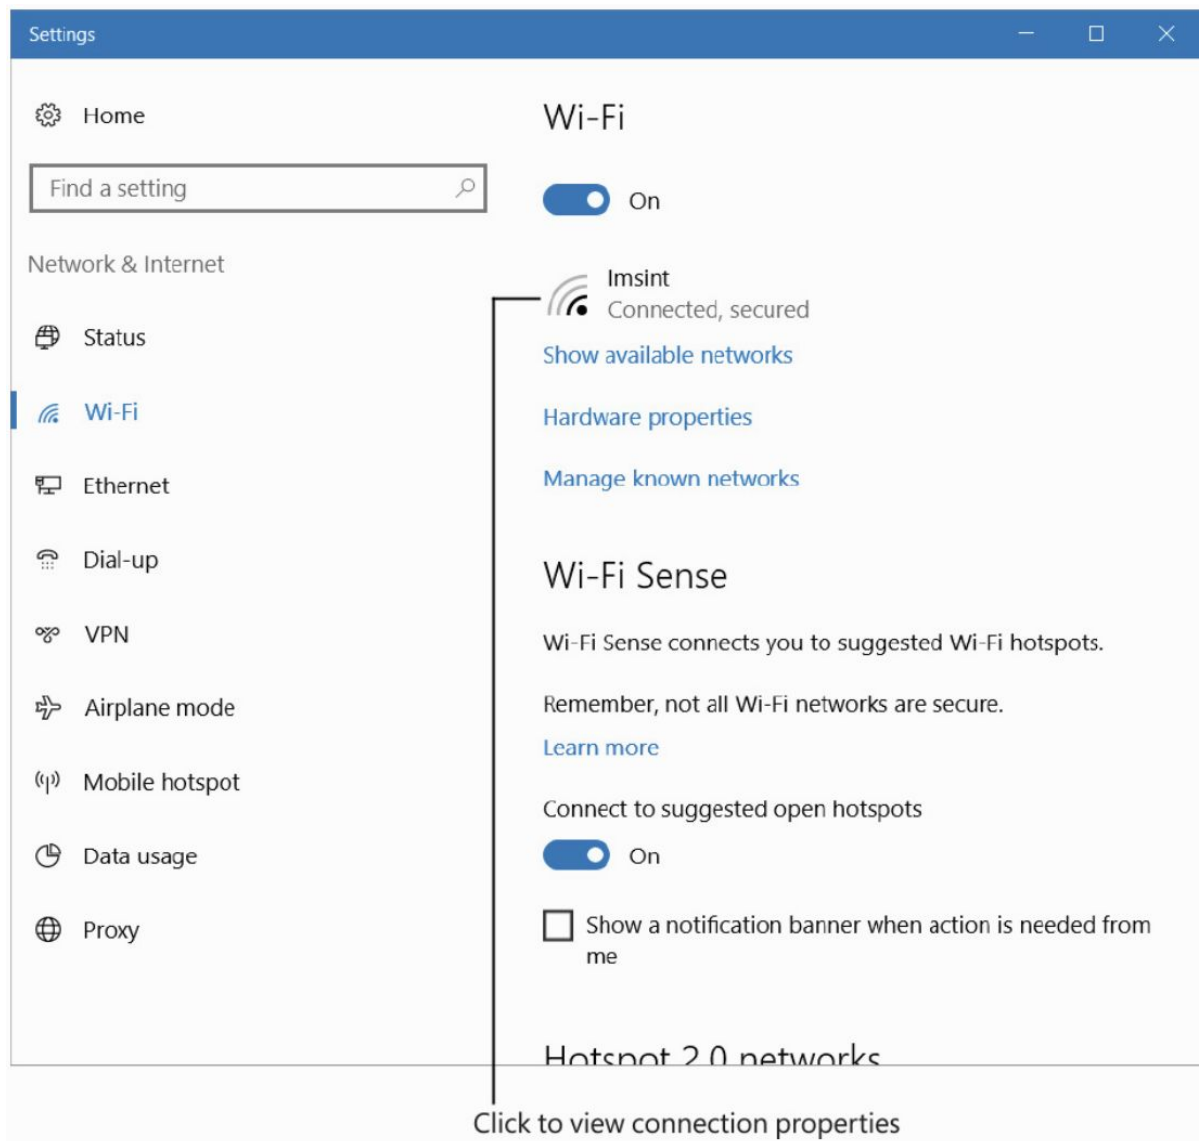 Settings
Home
Find a setting
Network & Internet
Status
Wi-Fi
Ethernet
Dial-up
VPN
Airplane mode
Mobile hotspot
Data usage
Proxy
Wi-Fi
On
Imsint
Connected, secured
Show available networks
Hardware properties
Manage known networks
Wi-Fi Sense
Wi-Fi Sense connects you to suggested Wi-Fi hotspots.
Remember, not all Wi-Fi networks are secure.
Learn more
Connect to suggested open hotspots
On
Show a notification banner when action is needed from
me
Hotspot 2.0 networks
Click to view connection properties